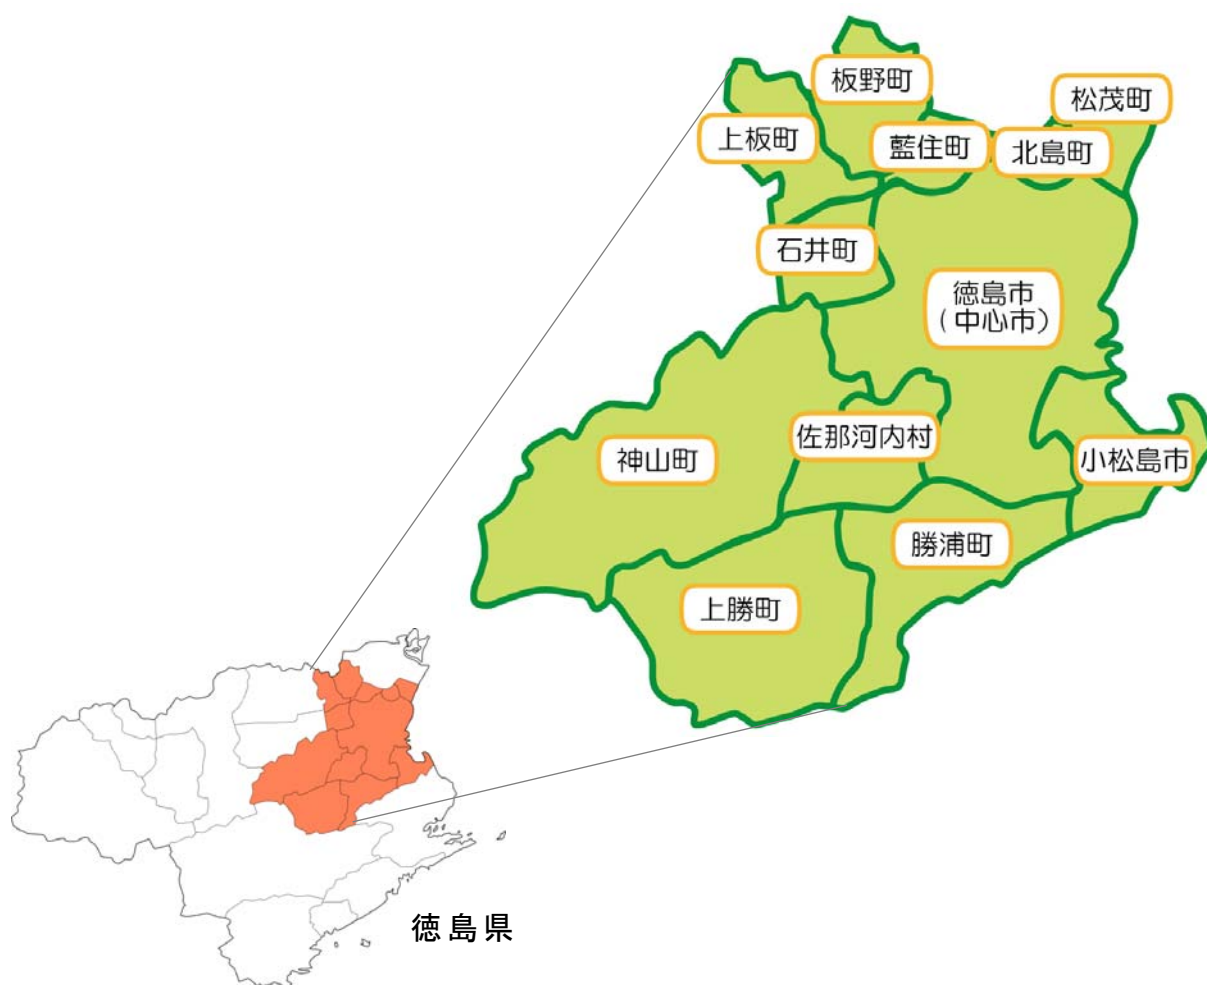 板野町
松茂町
上板町
藍住町
北島町
石井町
徳島市
(中心市)
佐那河内村
神山町
小松島市
勝浦町
上勝町
徳島県